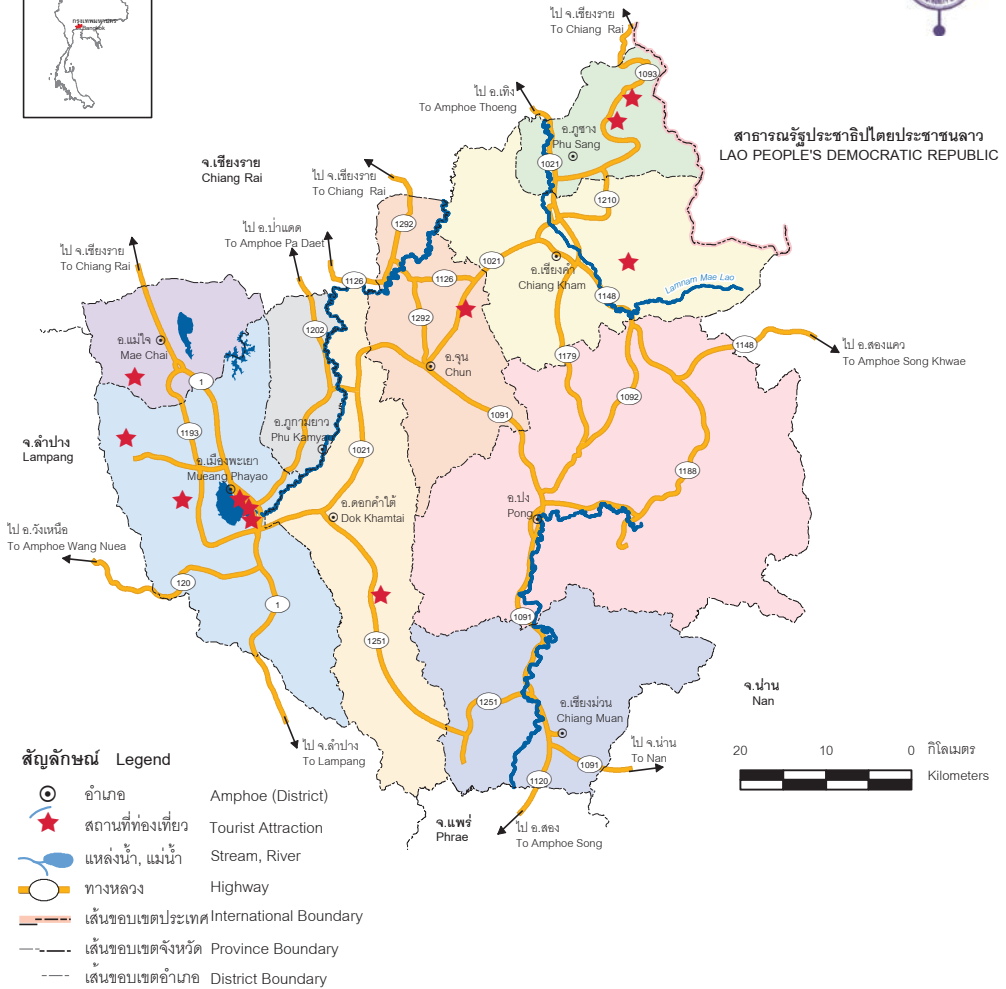 กรุงเทพมหานคร
Bangkok
ไป จ.เชียงราย
To Chiang Rai
1093
ไป อ.เทิง
To Amphoe Thoeng
อ.ภูซาง
Phu Sang
สาธารณรัฐประชาธิปไตยประชาชนลาว
LAO PEOPLE'S DEMOCRATIC REPUBLIC
จ.เชียงราย
Chiang Rai
1021
ไป จ.เชียงราย
To Chiang Rai
1210
1292
ไป อ.ป่าแดด
To Amphoe Pa Daet
ไป จ.เชียงราย
To Chiang Rai
1021
อ.เชียงคำ
Chiang Kham
1126
1126
Lamnam Mae Lao
1148
1292
1202
อ.แม่ใจ
Mae Chai
1148
ไป อ.สองแคว
To Amphoe Song Khwae
1179
อ.จุน
Chun
1
1092
1091
อ.ภูกามยาว
Phu Kamyao
1193
จ.ลำปาง
Lampang
1021
อ.เมืองพะเยา
Mueang Phayao
1188
อ.ปง
Pong
อ.ดอกคำใต้
Dok Khamtai
ไป อ.วังเหนือ
To Amphoe Wang Nuea
120
1
1091
1251
จ.น่าน
Nan
1251
อ.เชียงม่วน
Chiang Muan
ไป จ.น่าน
To Nan
1091
1120
ไป จ.ลำปาง
To Lampang
20 10 0 กิโลเมตร
Kilometers
จ.แพร่
Phrae
ไป อ.สอง
To Amphoe Song
สัญลักษณ์ Legend
อำเภอ Amphoe (District)
สถานที่ท่องเที่ยว Tourist Attraction
แหล่งน้ำ, แม่น้ำ Stream, River
ทางหลวง Highway
เส้นขอบเขตประเทศ International Boundary
เส้นขอบเขตจังหวัด Province Boundary
เส้นขอบเขตอำเภอ District Boundary